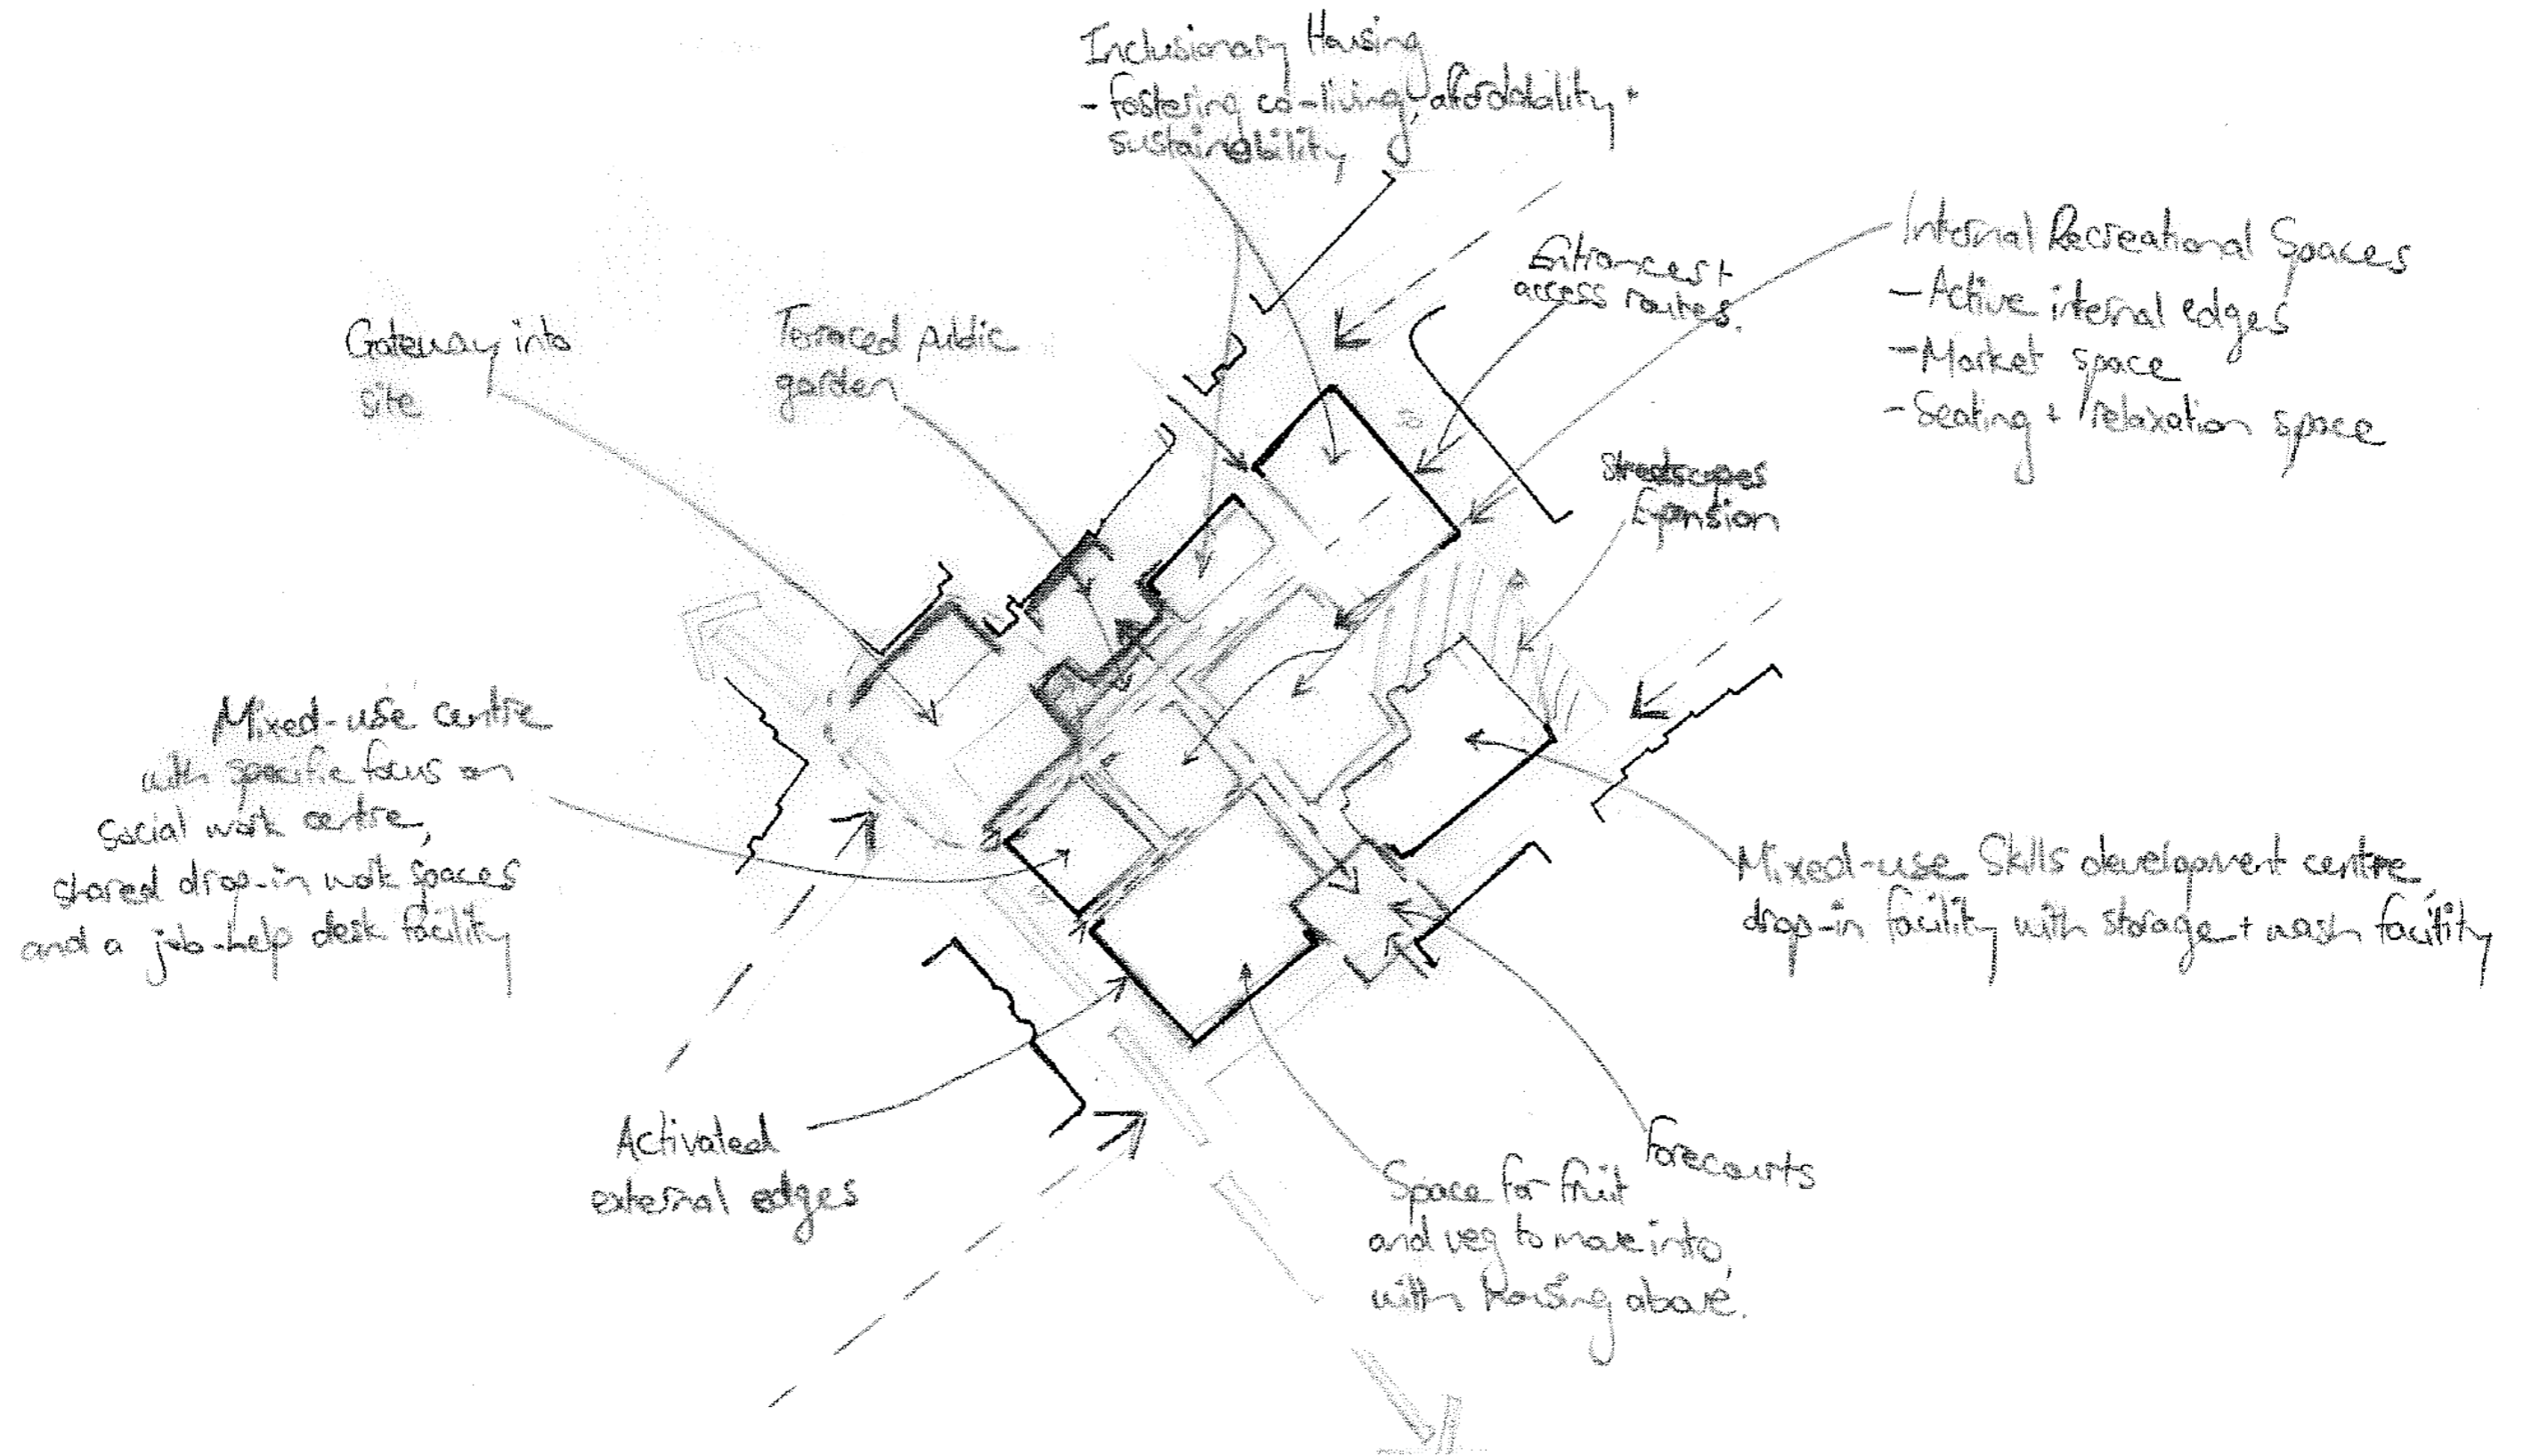 Inclusionary Housing
- fostering co-living, affordability +
sustainability
Entrances +
access routes.
Internal Recreational Spaces
- Active internal edges
- Market space
- Seating + relaxation space
Gateway into
site
Terraced public
garden
Streetscapes
Expansion
Mixed-use centre
with specific focus on
social work centre,
shared drop-in work spaces
and a job-help desk facility
Mixed-use Skills development centre,
drop-in facility with storage + wash facility
Activated
external edges
Forecourts
Space for fruit
and veg to move into,
with housing above.